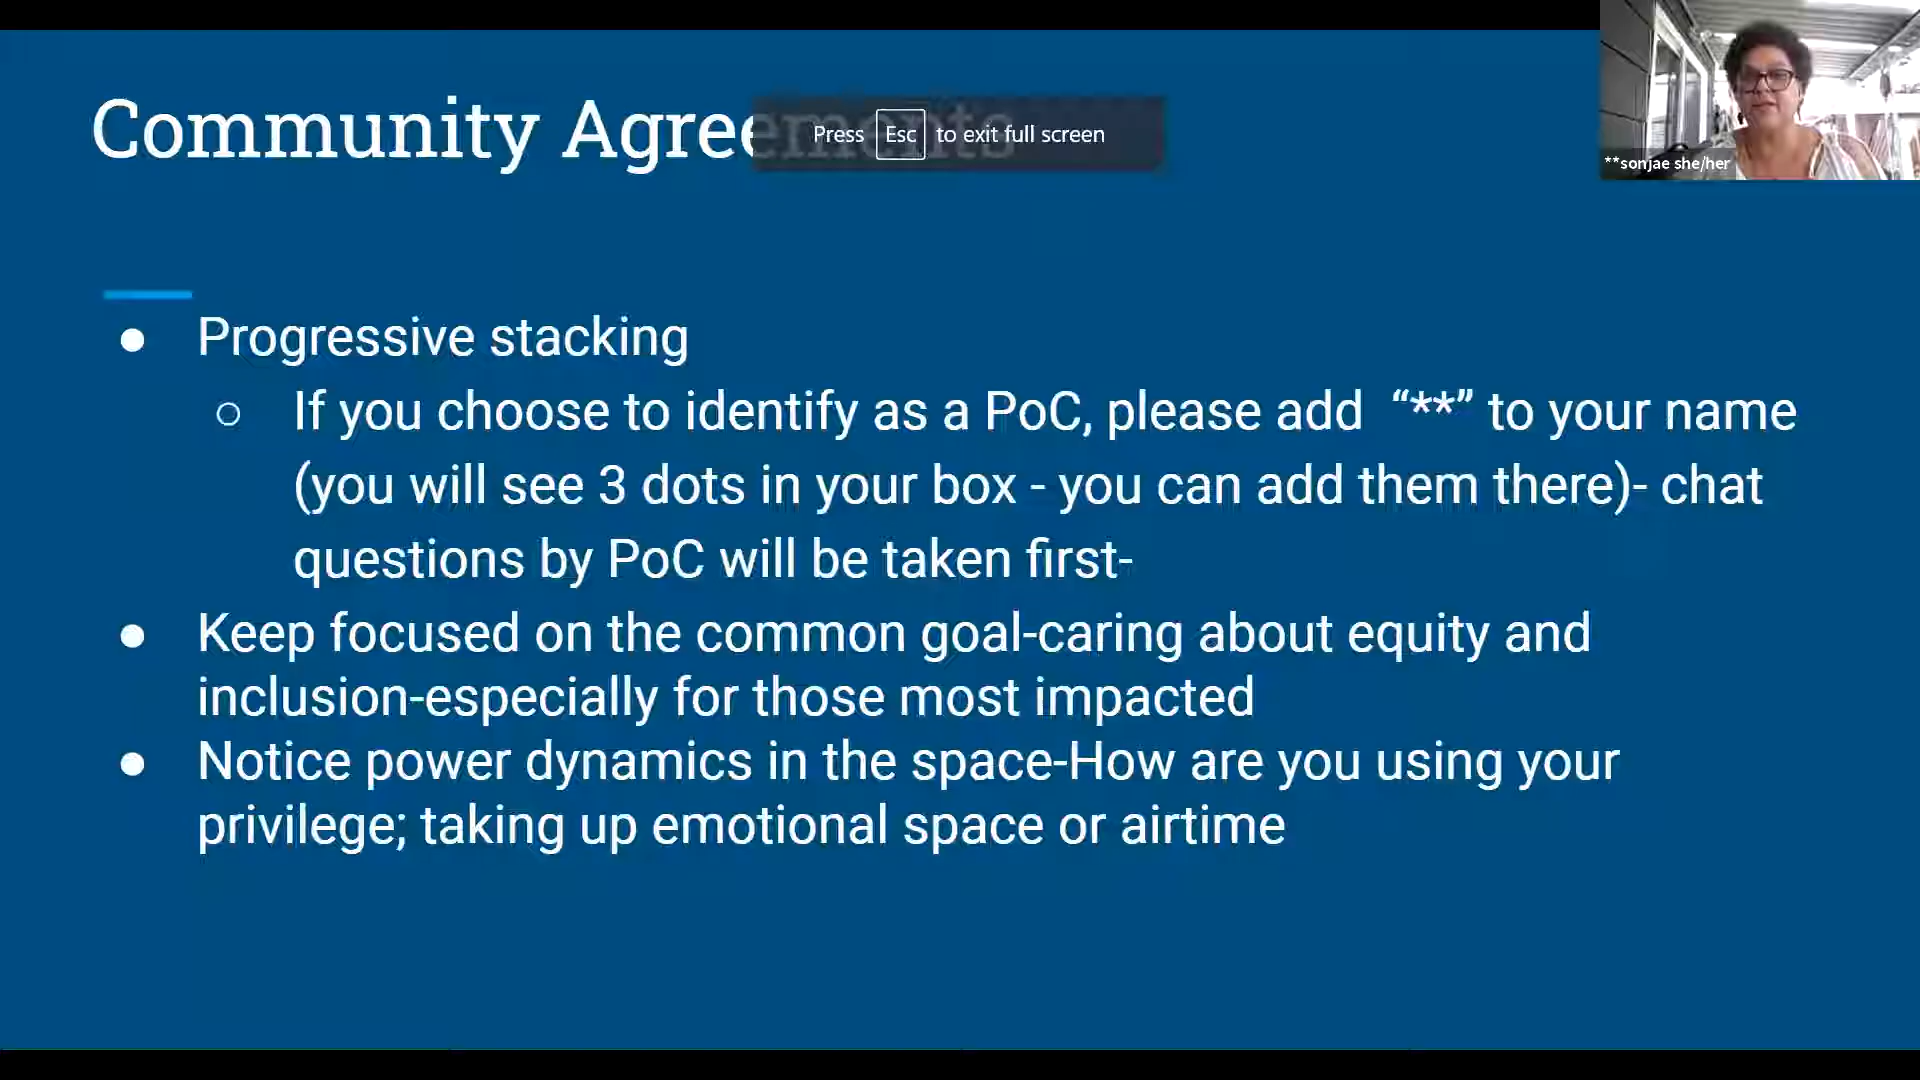 Community Agreements
Press Esc to exit full screen
**sonjae she/her
● Progressive stacking
○ If you choose to identify as a PoC, please add “**” to your name
(you will see 3 dots in your box - you can add them there)- chat
questions by PoC will be taken first-
● Keep focused on the common goal-caring about equity and
inclusion-especially for those most impacted
● Notice power dynamics in the space-How are you using your
privilege; taking up emotional space or airtime